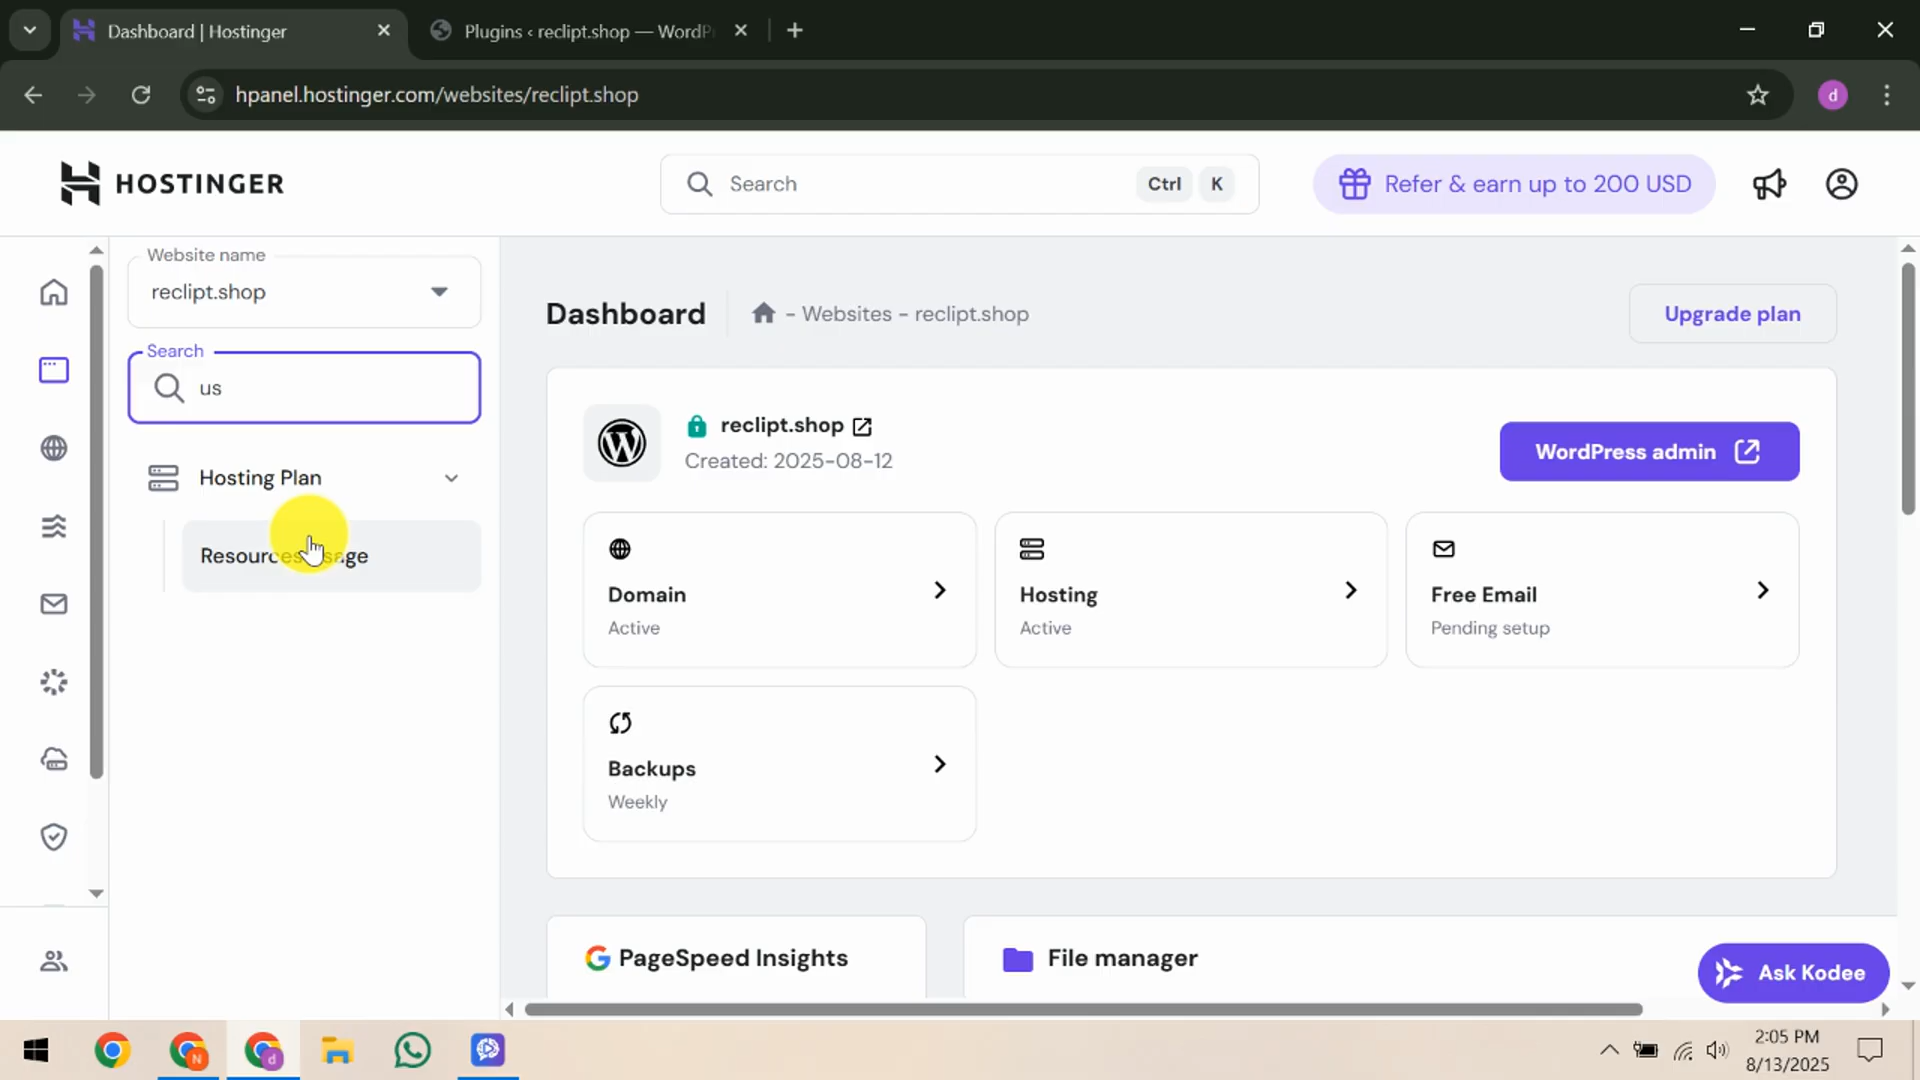 Dashboard | Hostinger
Plugins ‹ reclipt.shop — WordP
hpanel.hostinger.com/websites/reclipt.shop
d
HOSTINGER
Search
Ctrl
K
Refer & earn up to 200 USD
Website name
reclipt.shop
Search
us
Hosting Plan
Resources Usage
Dashboard
- Websites - reclipt.shop
Upgrade plan
reclipt.shop
Created: 2025-08-12
WordPress admin
Domain
Active
Hosting
Active
Free Email
Pending setup
Backups
Weekly
PageSpeed Insights
File manager
Ask Kodee
N
d
2:05 PM
8/13/2025